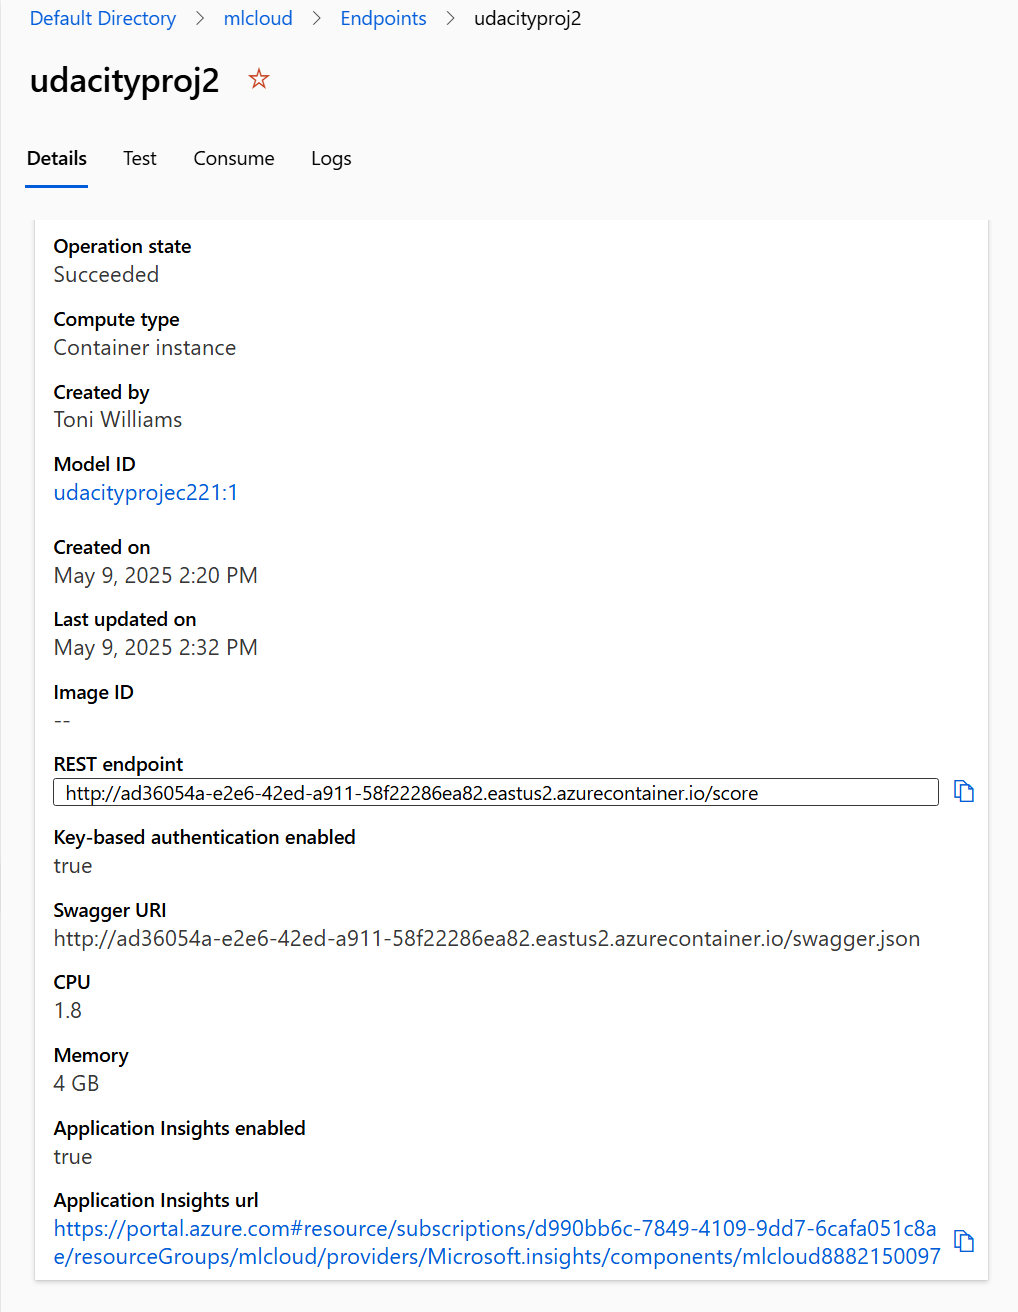 Default Directory > mlcloud > Endpoints > udacityproj2
udacityproj2
Details Test Consume Logs
Operation state
Succeeded
Compute type
Container instance
Created by
Toni Williams
Model ID
udacityprojec221:1
Created on
May 9, 2025 2:20 PM
Last updated on
May 9, 2025 2:32 PM
Image ID
--
REST endpoint
http://ad36054a-e2e6-42ed-a911-58f22286ea82.eastus2.azurecontainer.io/score
Key-based authentication enabled
true
Swagger URI
http://ad36054a-e2e6-42ed-a911-58f22286ea82.eastus2.azurecontainer.io/swagger.json
CPU
1.8
Memory
4 GB
Application Insights enabled
true
Application Insights url
https://portal.azure.com#resource/subscriptions/d990bb6c-7849-4109-9dd7-6cafa051c8a
e/resourceGroups/mlcloud/providers/Microsoft.insights/components/mlcloud8882150097